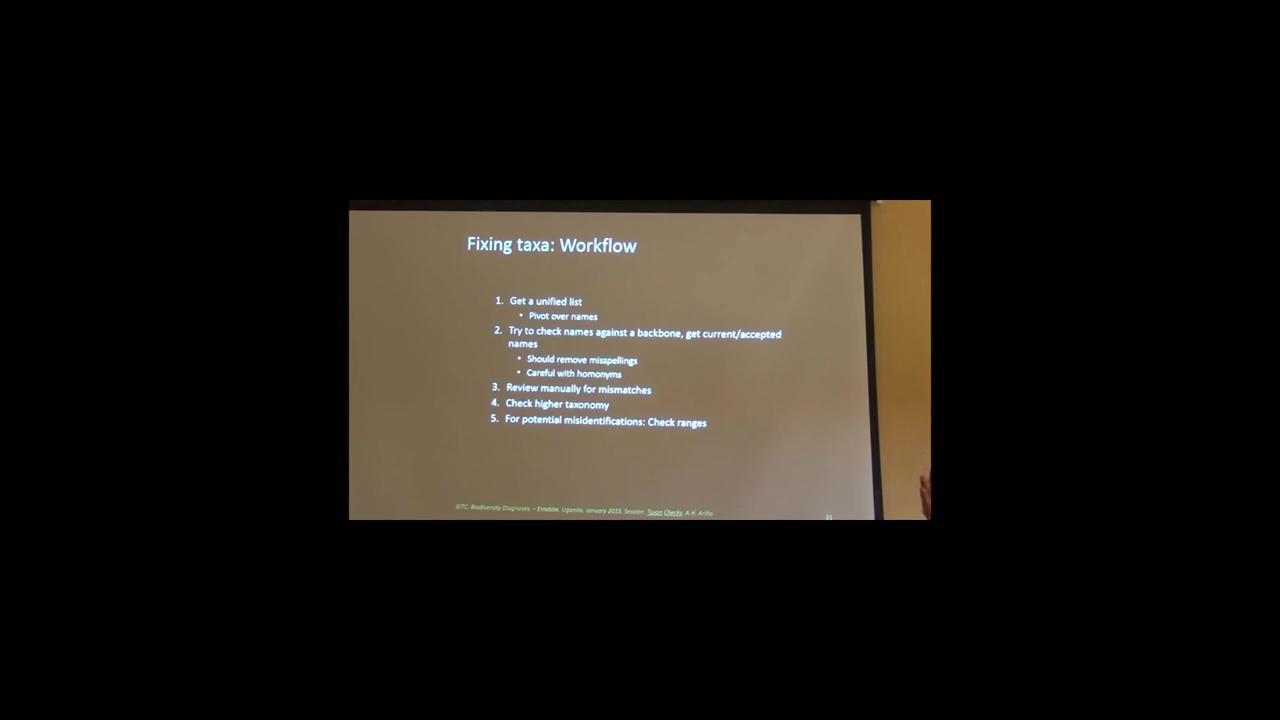 Fixing taxa: Workflow
1. Get a unified list
• Pivot over names
2. Try to check names against a backbone, get current/accepted
names
• Should remove misspellings
• Careful with homonyms
3. Review manually for mismatches
4. Check higher taxonomy
5. For potential misidentifications: Check ranges
BITC: Biodiversity Diagnoses. – Entebbe, Uganda, January 2015. Session: Taxon Checks. A.H. Ariño